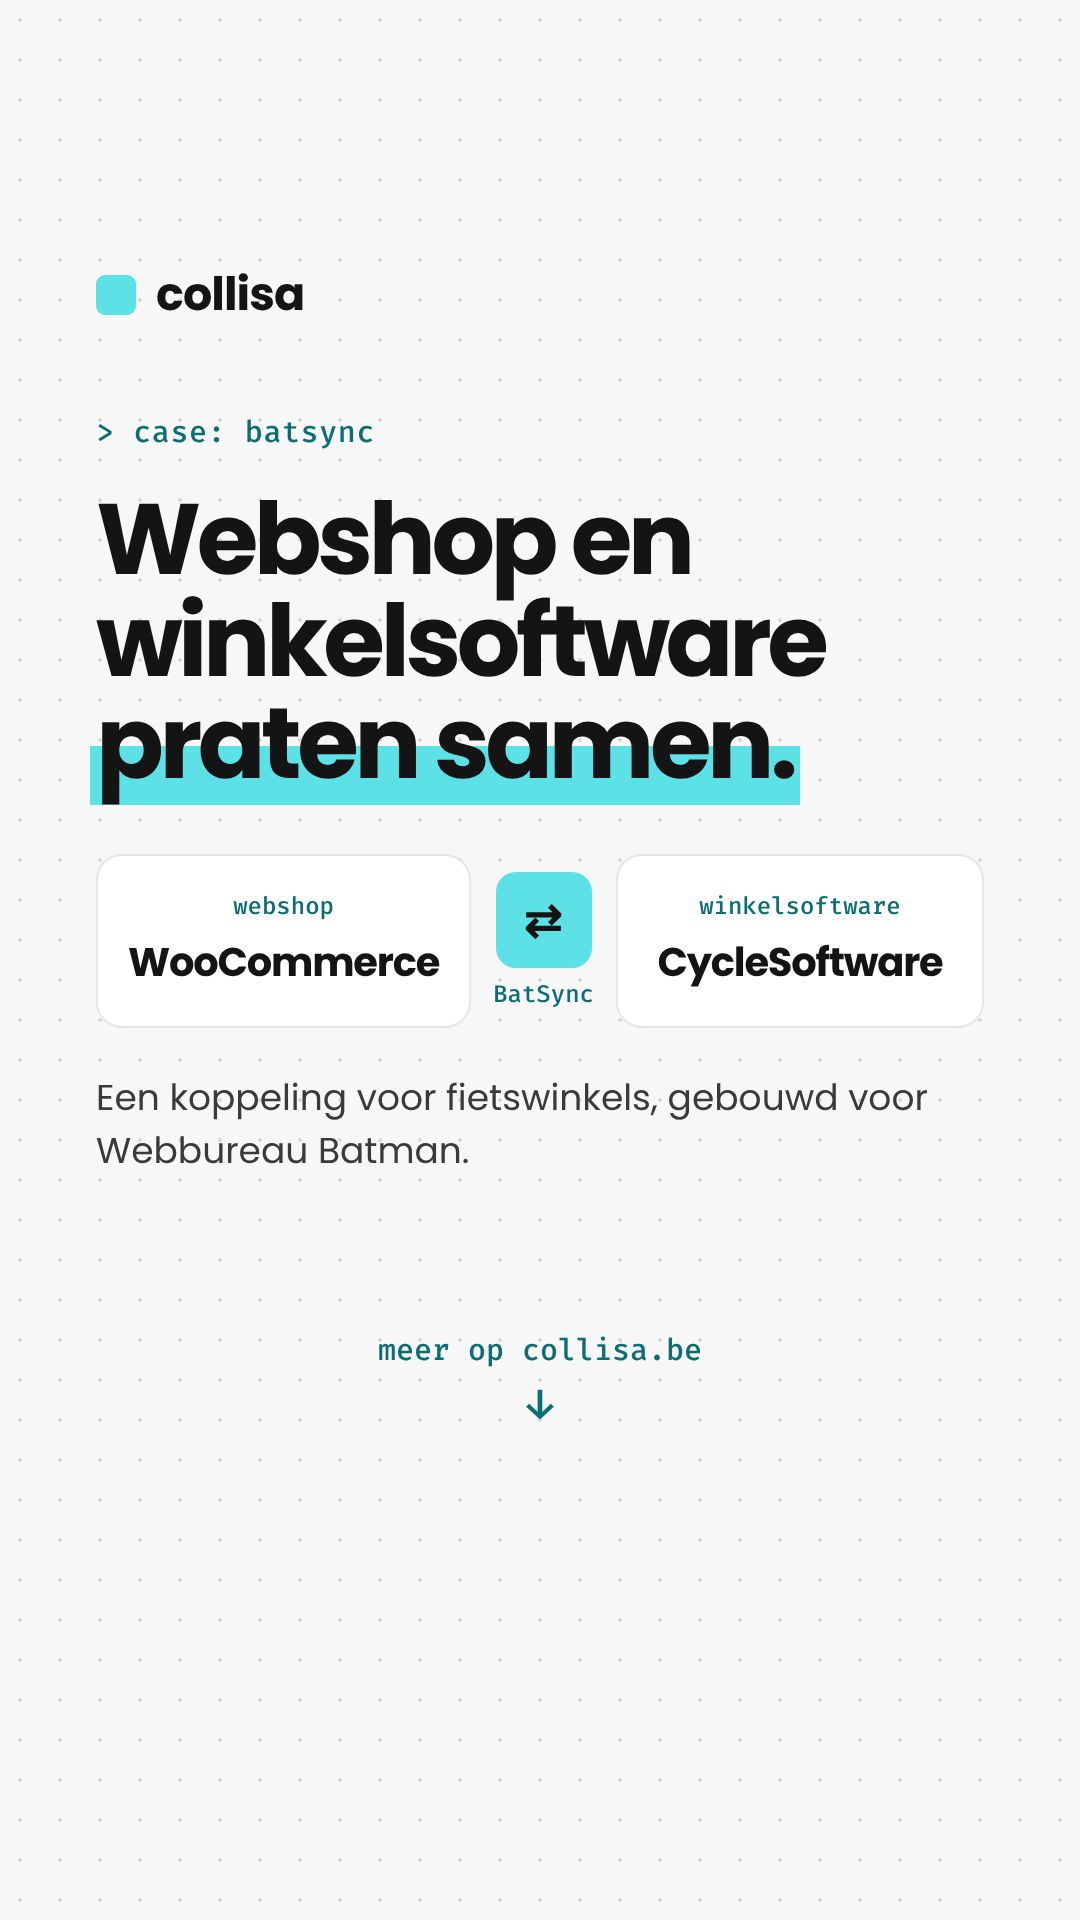 collisa
> case: batsync
Webshop en
winkelsoftware
praten samen.
webshop
WooCommerce
⇄
BatSync
winkelsoftware
CycleSoftware
Een koppeling voor fietswinkels, gebouwd voor
Webbureau Batman.
meer op collisa.be
↓